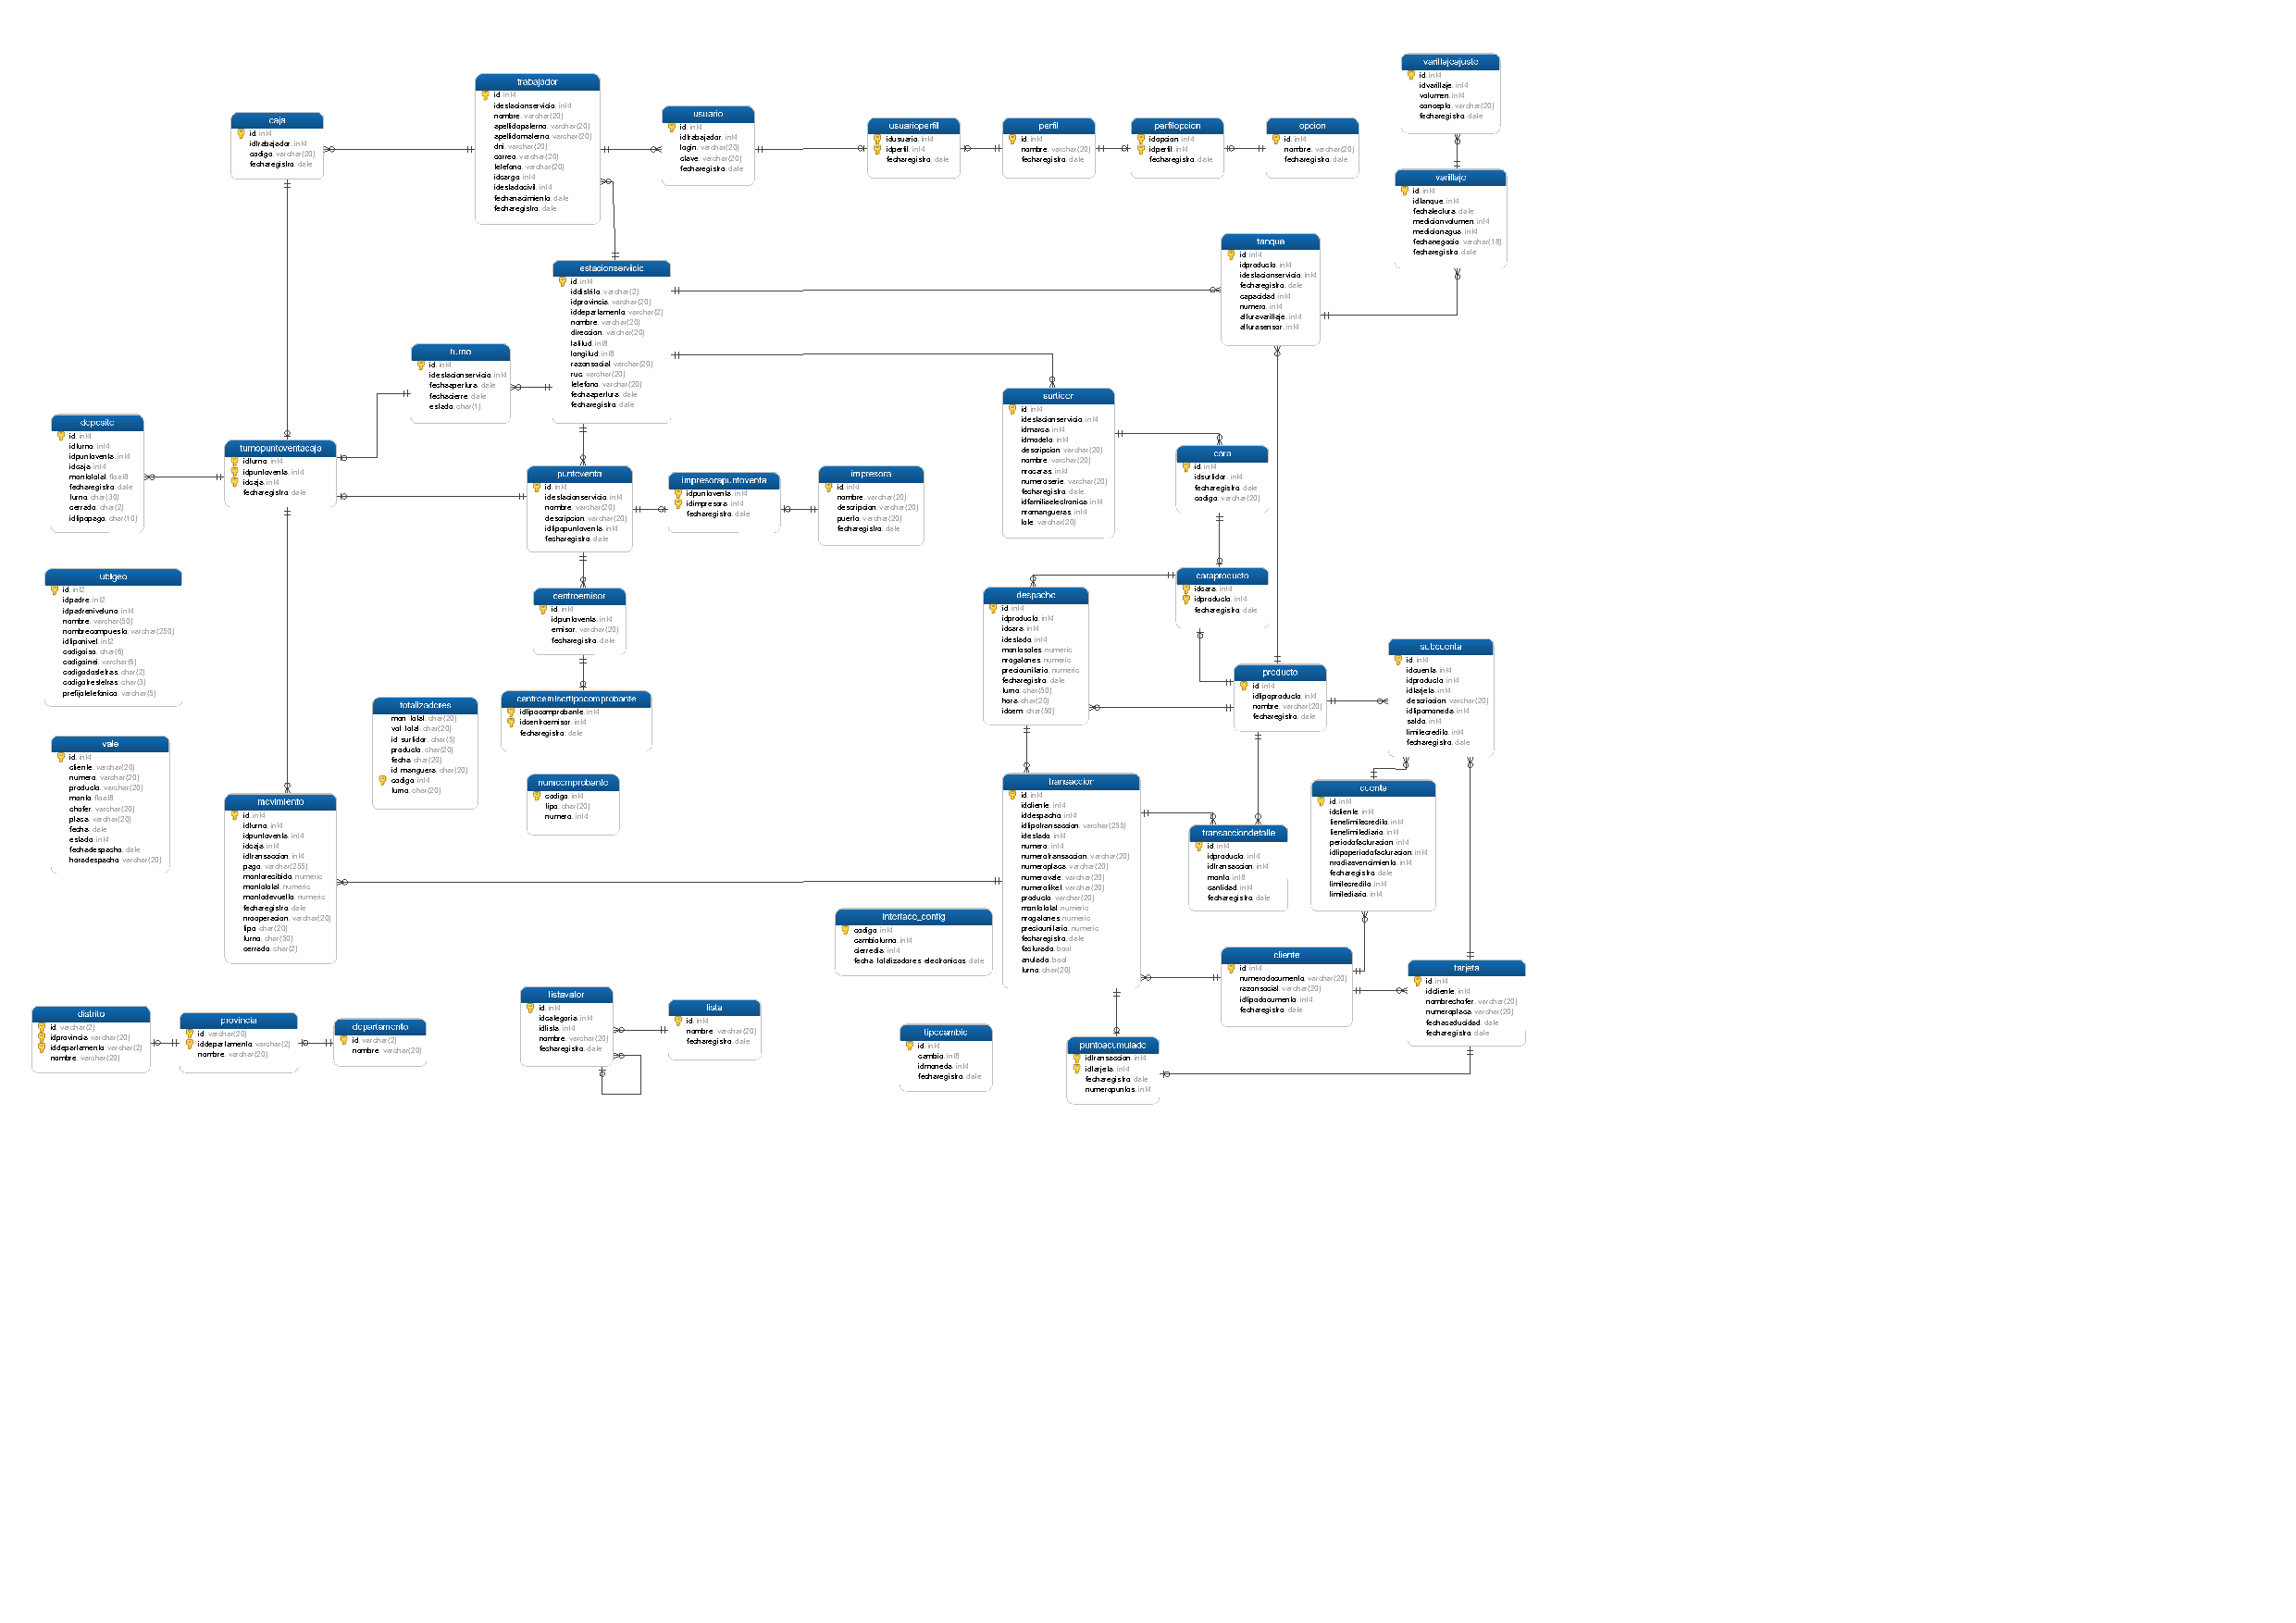 trabajador
id: int4
idestacionservicio: int4
nombre: varchar(20)
apellidopaterno: varchar(20)
apellidomaterno: varchar(20)
dni: varchar(20)
correo: varchar(20)
telefono: varchar(20)
idcargo: int4
idestadocivil: int4
fechanacimiento: date
fecharegistro: date
caja
id: int4
idtrabajador: int4
codigo: varchar(20)
fecharegistro: date
usuario
id: int4
idtrabajador: int4
login: varchar(20)
clave: varchar(20)
fecharegistro: date
usuarioperfil
idusuario: int4
idperfil: int4
fecharegistro: date
perfil
id: int4
nombre: varchar(20)
fecharegistro: date
perfilopcion
idopcion: int4
idperfil: int4
fecharegistro: date
opcion
id: int4
nombre: varchar(20)
fecharegistro: date
varillajeajuste
id: int4
idvarillaje: int4
volumen: int4
concepto: varchar(20)
fecharegistro: date
varillaje
id: int4
idtanque: int4
fechalectura: date
medicionvolumen: int4
medicionagua: int4
fechanegocio: varchar(18)
fecharegistro: date
tanque
id: int4
idproducto: int4
idestacionservicio: int4
fecharegistro: date
capacidad: int4
numero: int4
alturavarillaje: int4
alturasensor: int4
estacionservicio
id: int4
iddistrito: varchar(2)
idprovincia: varchar(20)
iddepartamento: varchar(2)
nombre: varchar(20)
direccion: varchar(20)
latitud: int8
longitud: int8
razonsocial: varchar(20)
ruc: varchar(20)
telefono: varchar(20)
fechaapertura: date
fecharegistro: date
turno
id: int4
idestacionservicio: int4
fechaapertura: date
fechacierre: date
estado: char(1)
surtidor
id: int4
idestacionservicio: int4
idmarca: int4
idmodelo: int4
descripcion: varchar(20)
nombre: varchar(20)
nrocaras: int4
numeroserie: varchar(20)
fecharegistro: date
idfamiliaelectronica: int4
nromangueras: int4
lote: varchar(20)
deposito
id: int4
idturno: int4
idpuntoventa: int4
idcaja: int4
montototal: float8
fecharegistro: date
turno: char(30)
cerrado: char(2)
idtipopago: char(10)
turnopuntoventacaja
idturno: int4
idpuntoventa: int4
idcaja: int4
fecharegistro: date
puntoventa
id: int4
idestacionservicio: int4
nombre: varchar(20)
descripcion: varchar(20)
idtipopuntoventa: int4
fecharegistro: date
impresorapuntoventa
idpuntoventa: int4
idimpresora: int4
fecharegistro: date
impresora
id: int4
nombre: varchar(20)
descripcion: varchar(20)
puerto: varchar(20)
fecharegistro: date
cara
id: int4
idsurtidor: int4
fecharegistro: date
codigo: varchar(20)
ubigeo
id: int2
idpadre: int2
idpadreniveluno: int4
nombre: varchar(50)
nombrecompuesto: varchar(250)
idtiponivel: int2
codigoiso: char(6)
codigoinei: varchar(6)
codigodosletras: char(2)
codigotresletras: char(3)
prefijotelefonico: varchar(5)
centroemisor
id: int4
idpuntoventa: int4
emisor: varchar(20)
fecharegistro: date
despacho
id: int4
idproducto: int4
idcara: int4
idestado: int4
montosoles: numeric
nrogalones: numeric
preciounitario: numeric
fecharegistro: date
turno: char(50)
hora: char(20)
idcem: char(50)
caraproducto
idcara: int4
idproducto: int4
fecharegistro: date
producto
id: int4
idtipoproducto: int4
nombre: varchar(20)
fecharegistro: date
subcuenta
id: int4
idcuenta: int4
idproducto: int4
idtarjeta: int4
descripcion: varchar(20)
idtipomoneda: int4
saldo: int4
limitecredito: int4
fecharegistro: date
totalizadores
mon_total: char(20)
vol_total: char(20)
id_surtidor: char(5)
producto: char(20)
fecha: char(20)
id_manguera: char(20)
codigo: int4
turno: char(20)
centroemisortipocomprobante
idtipocomprobante: int4
idcentroemisor: int4
fecharegistro: date
vale
id: int4
cliente: varchar(20)
numero: varchar(20)
producto: varchar(20)
monto: float8
chofer: varchar(20)
placa: varchar(20)
fecha: date
estado: int4
fechadespacho: date
horadespacho: varchar(20)
numcomprobante
codigo: int4
tipo: char(20)
numero: int4
movimiento
id: int4
idturno: int4
idpuntoventa: int4
idcaja: int4
idtransaccion: int4
pago: varchar(255)
montorecibido: numeric
montototal: numeric
montodevuelto: numeric
fecharegistro: date
nrooperacion: varchar(20)
tipo: char(20)
turno: char(50)
cerrado: char(2)
transaccion
id: int4
idcliente: int4
iddespacho: int4
idtipotransaccion: varchar(255)
idestado: int4
numero: int4
numerotransaccion: varchar(20)
numeroplaca: varchar(20)
numerovale: varchar(20)
numeroticket: varchar(20)
producto: varchar(20)
montototal: numeric
nrogalones: numeric
preciounitario: numeric
fecharegistro: date
facturado: bool
anulado: bool
turno: char(20)
transacciondetalle
id: int4
idproducto: int4
idtransaccion: int4
monto: int8
cantidad: int4
fecharegistro: date
cuenta
id: int4
idcliente: int4
tienelimitecredito: int4
tienelimitediario: int4
periodofacturacion: int4
idtipoperiodofacturacion: int4
nrodiasvencimiento: int4
fecharegistro: date
limitecredito: int4
limitediario: int4
interface_config
codigo: int4
cambioturno: int4
cierredia: int4
fecha_totalizadores_electronicos: date
cliente
id: int4
numerodocumento: varchar(20)
razonsocial: varchar(20)
idtipodocumento: int4
fecharegistro: date
tarjeta
id: int4
idcliente: int4
nombrechofer: varchar(20)
numeroplaca: varchar(20)
fechacaducidad: date
fecharegistro: date
distrito
id: varchar(2)
idprovincia: varchar(20)
iddepartamento: varchar(2)
nombre: varchar(20)
provincia
id: varchar(20)
iddepartamento: varchar(2)
nombre: varchar(20)
departamento
id: varchar(2)
nombre: varchar(20)
listavalor
id: int4
idcategoria: int4
idlista: int4
nombre: varchar(20)
fecharegistro: date
lista
id: int4
nombre: varchar(20)
fecharegistro: date
tipocambio
id: int4
cambio: int8
idmoneda: int4
fecharegistro: date
puntoacumulado
idtransaccion: int4
idtarjeta: int4
fecharegistro: date
numeropuntos: int4